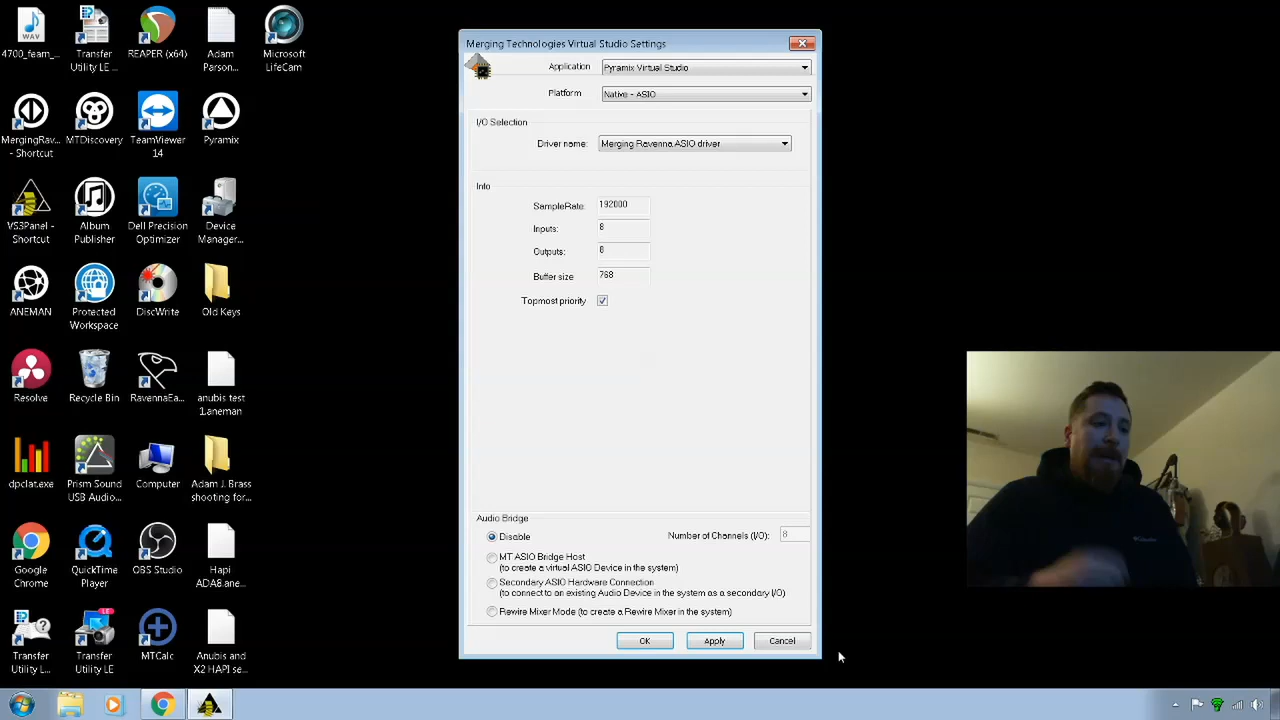 4700_feam_...
Transfer
Utility LE ...
REAPER (x64)
Adam
Parson...
Microsoft
LifeCam
MergingRav...
- Shortcut
MTDiscovery
TeamViewer
14
Pyramix
VS3Panel -
Shortcut
Album
Publisher
Dell Precision
Optimizer
Device
Manager...
ANEMAN
Protected
Workspace
DiscWrite
Old Keys
Resolve
Recycle Bin
RavennaEa...
anubis test
1.aneman
dpclat.exe
Prism Sound
USB Audio...
Computer
Adam J. Brass
shooting for...
Google
Chrome
QuickTime
Player
OBS Studio
Hapi
ADA8.ane...
Transfer
Utility L...
Transfer
Utility LE
MTCalc
Anubis and
X2 HAPI se...
Merging Technologies Virtual Studio Settings
Application Pyramix Virtual Studio
Platform Native - ASIO
I/O Selection
Driver name: Merging Ravenna ASIO driver
Info
SampleRate: 192000
Inputs: 8
Outputs: 8
Buffer size: 768
Topmost priority
Audio Bridge
Disable Number of Channels (I/O): 8
MT ASIO Bridge Host
(to create a virtual ASIO Device in the system)
Secondary ASIO Hardware Connection
(to connect to an existing Audio Device in the system as a secondary I/O)
Rewire Mixer Mode (to create a Rewire Mixer in the system)
OK Apply Cancel